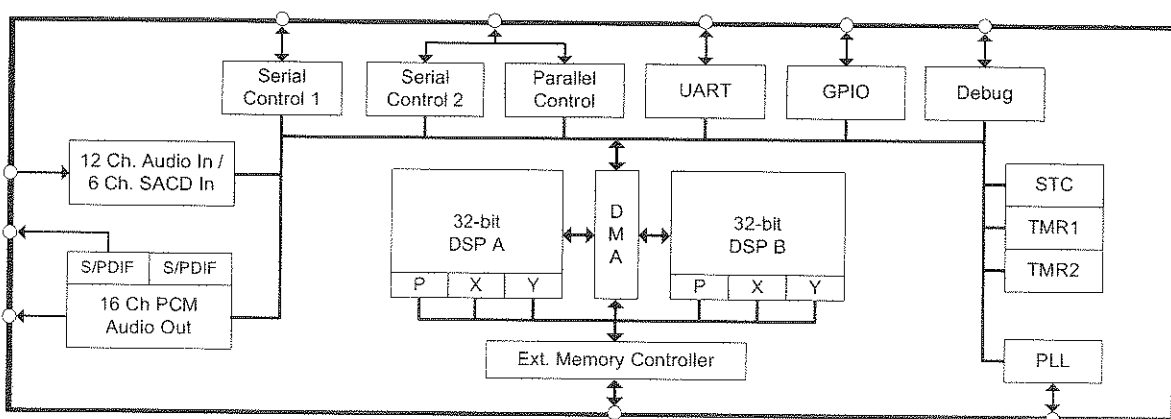 Serial
Control 1
Serial
Control 2
Parallel
Control
UART
GPIO
Debug
12 Ch. Audio In /
6 Ch. SACD In
S/PDIF
S/PDIF
16 Ch PCM
Audio Out
32-bit
DSP A
P
X
Y
D
M
A
32-bit
DSP B
P
X
Y
Ext. Memory Controller
STC
TMR1
TMR2
PLL